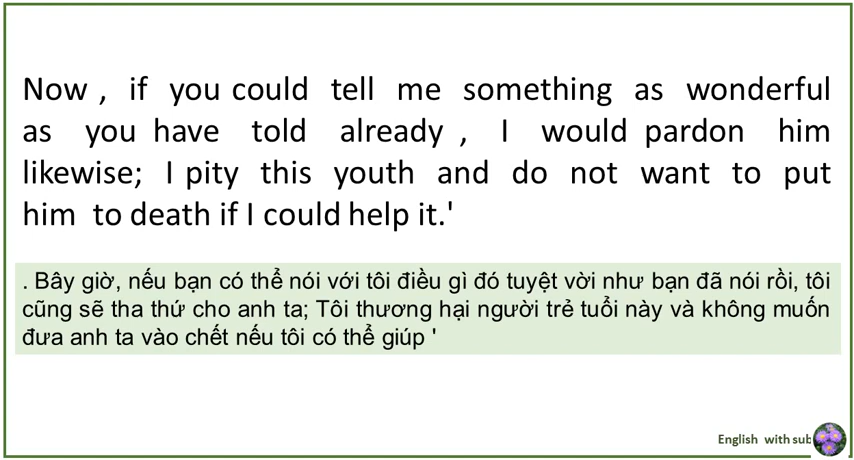 Now , if you could tell me something as wonderful
as you have told already , I would pardon him
likewise; I pity this youth and do not want to put
him to death if I could help it.'
. Bây giờ, nếu bạn có thể nói với tôi điều gì đó tuyệt vời như bạn đã nói rồi, tôi
cũng sẽ tha thứ cho anh ta; Tôi thương hại người trẻ tuổi này và không muốn
đưa anh ta vào chết nếu tôi có thể giúp '
English with sub